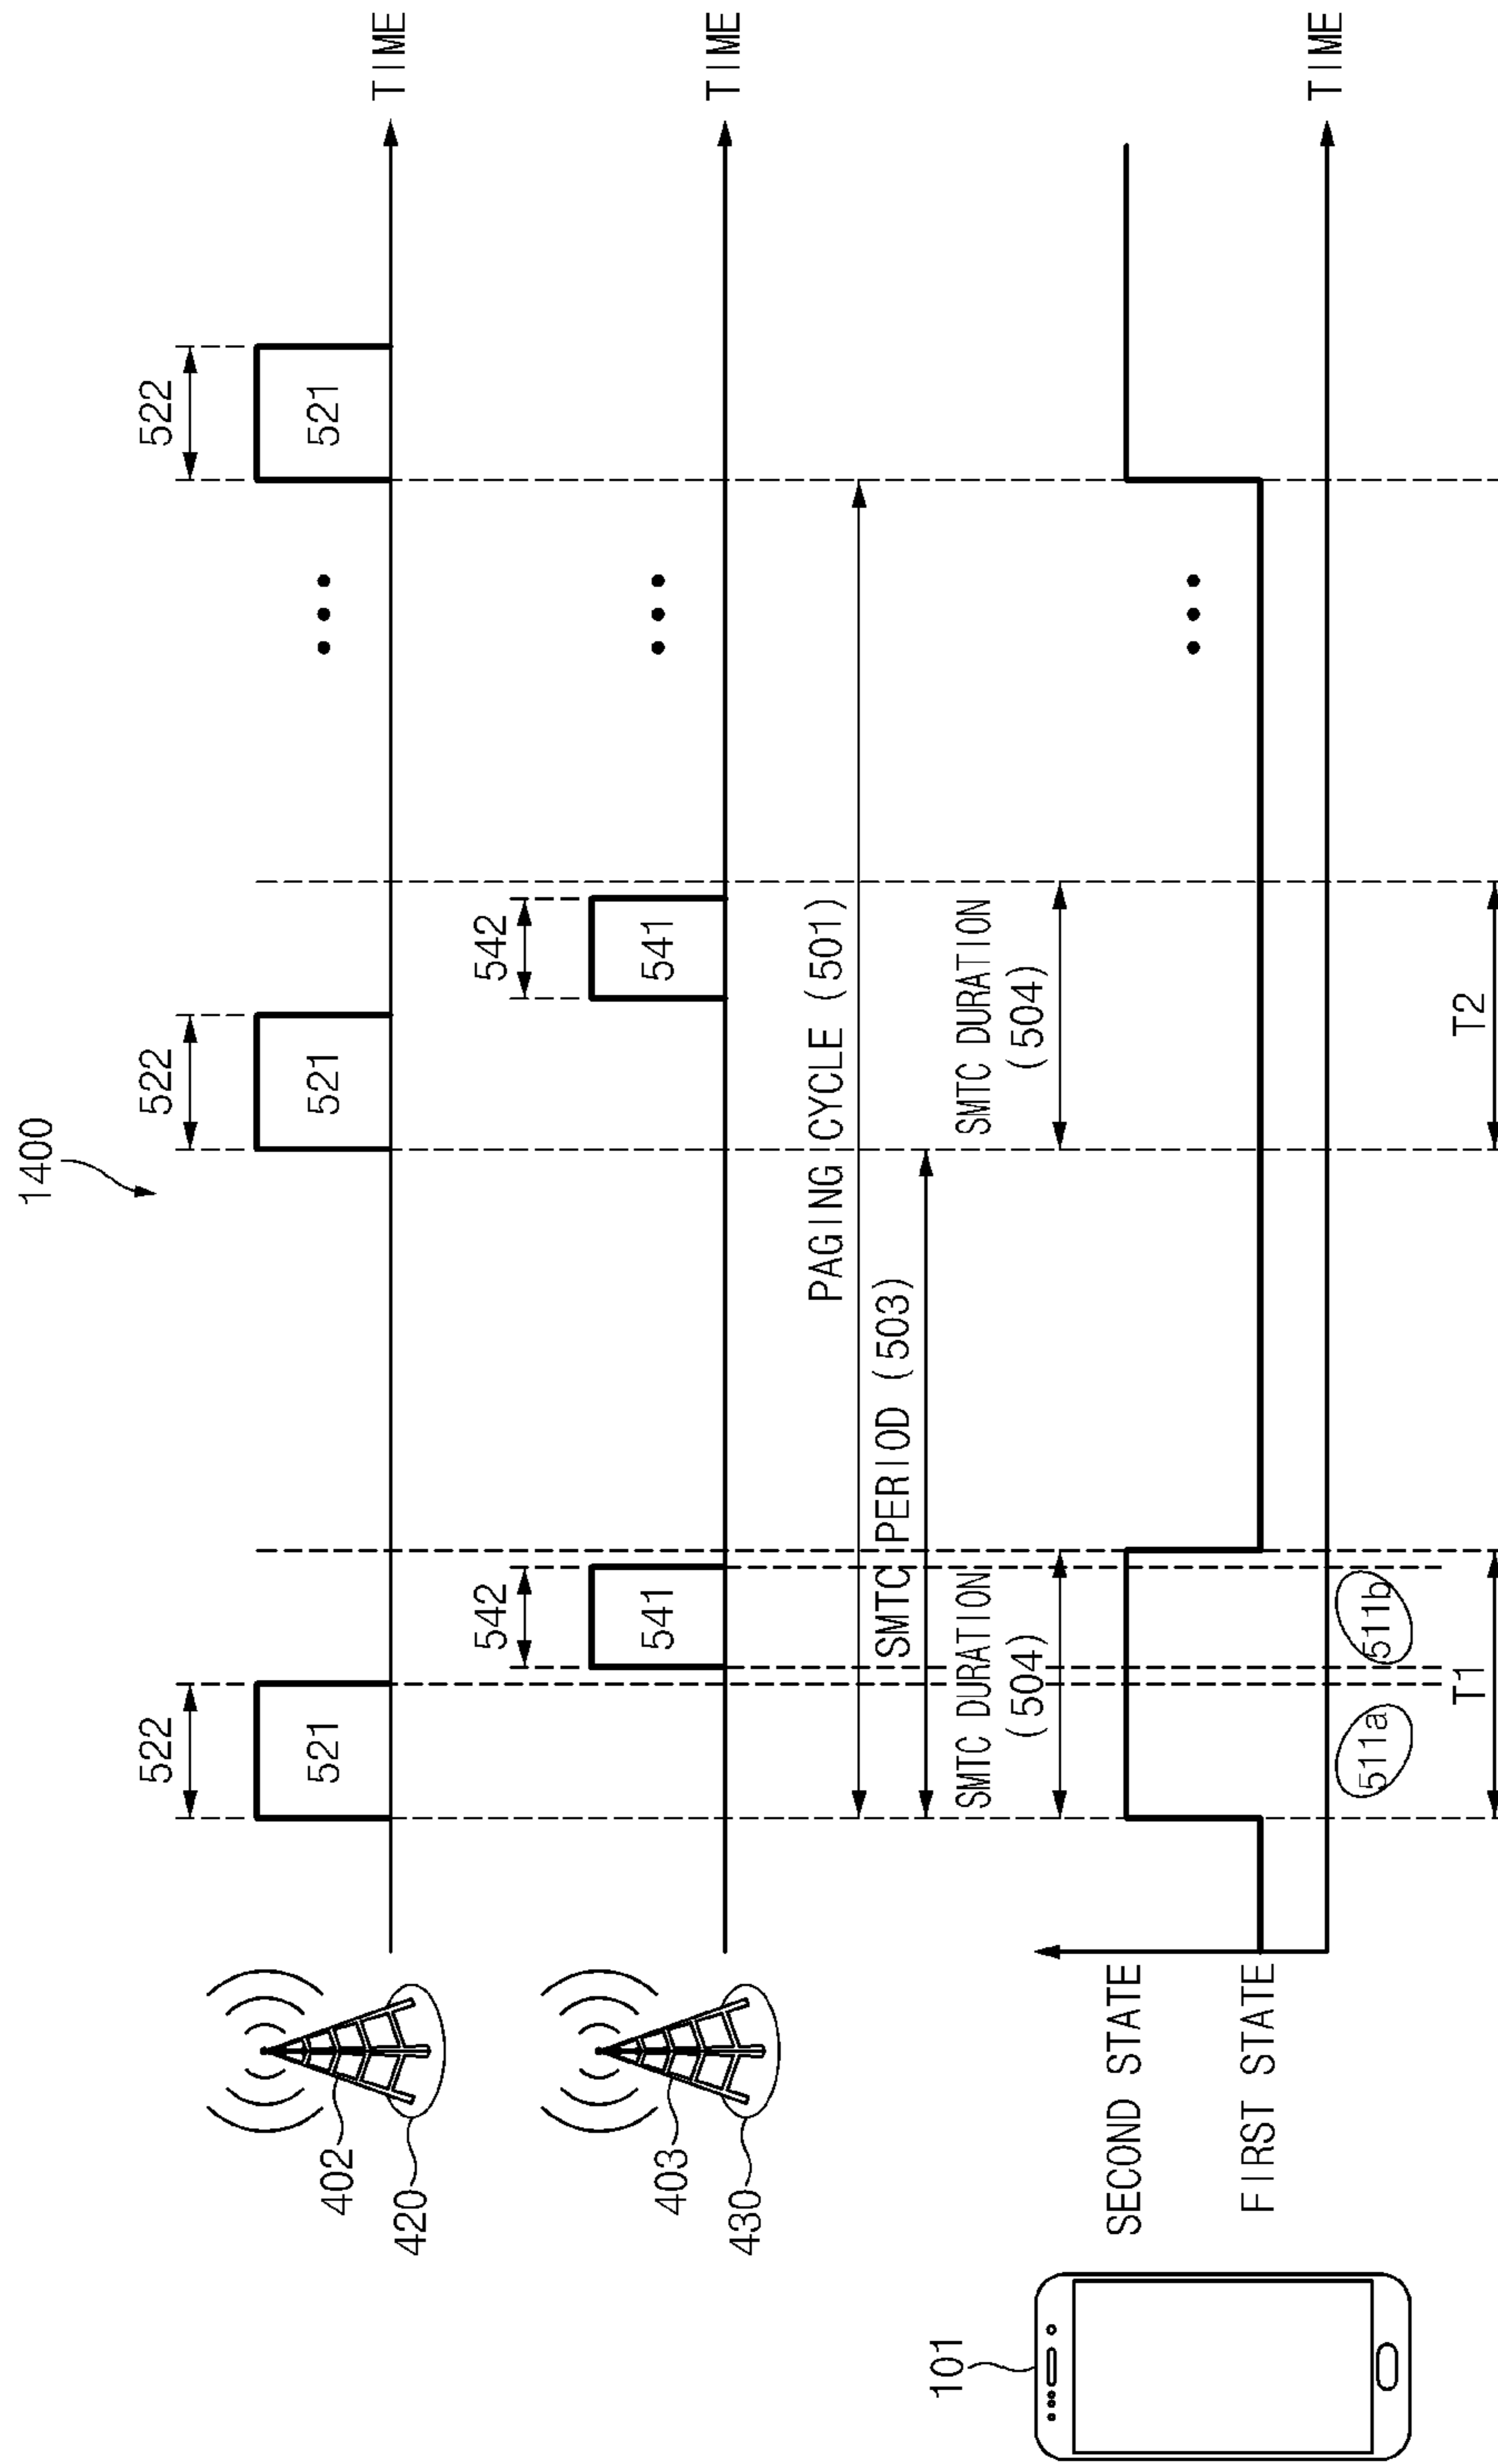 1400
402
420
522
521
522
521
522
521
TIME
403
430
542
541
542
541
TIME
PAGING CYCLE (501)
SMTC PERIOD (503)
SMTC DURATION
(504)
SMTC DURATION
(504)
101
SECOND STATE
FIRST STATE
TIME
511a
511b
T1
T2